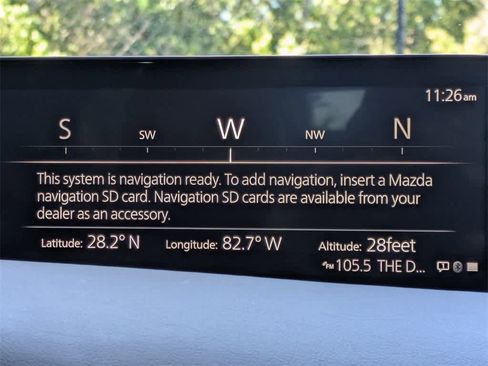 11:26am
S SW W NW N
This system is navigation ready. To add navigation, insert a Mazda
navigation SD card. Navigation SD cards are available from your
dealer as an accessory.
Latitude: 28.2° N Longitude: 82.7° W Altitude: 28feet
FM 105.5 THE D...